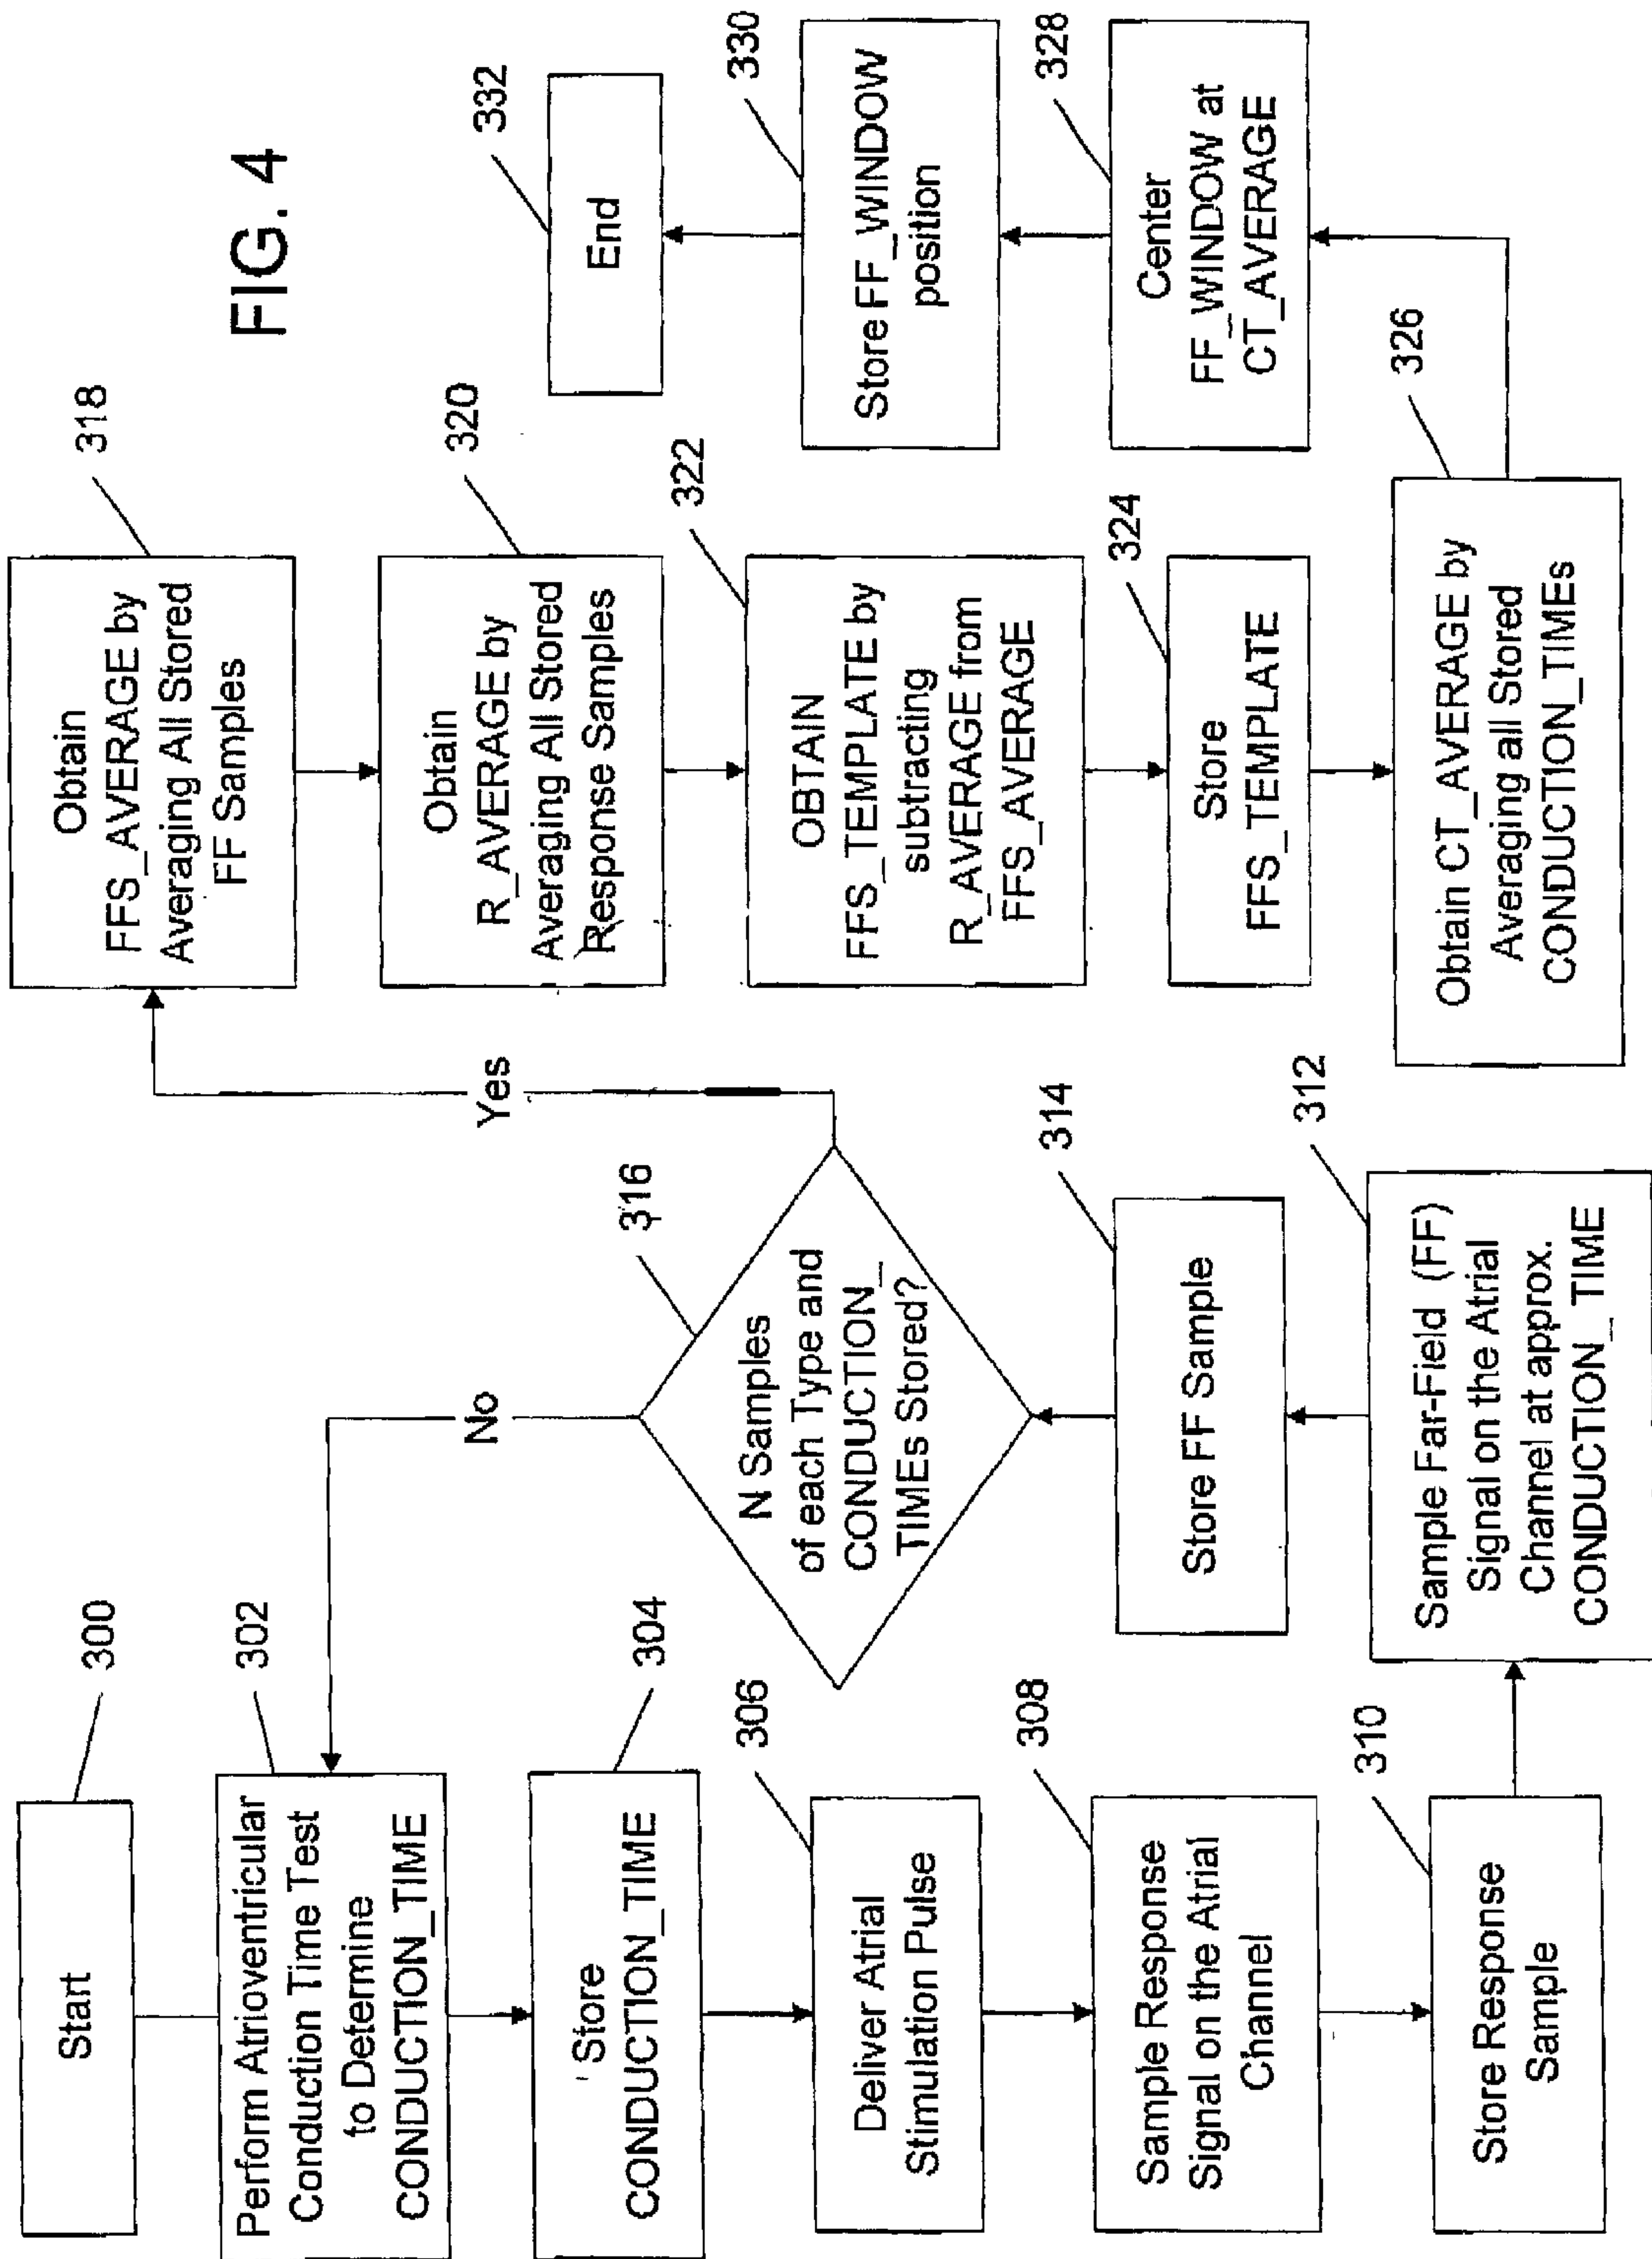 FIG. 4
300
Start
302
Perform Atrioventricular
Conduction Time Test
to Determine
CONDUCTION_TIME
304
Store
CONDUCTION_TIME
306
Deliver Atrial
Stimulation Pulse
308
Sample Response
Signal on the Atrial
Channel
310
Store Response
Sample
312
Sample Far-Field (FF)
Signal on the Atrial
Channel at approx.
CONDUCTION_TIME
314
Store FF Sample
316
N Samples
of each Type and
CONDUCTION_
TIMEs Stored?
No
Yes
318
Obtain
FFS_AVERAGE by
Averaging All Stored
FF Samples
320
Obtain
R_AVERAGE by
Averaging All Stored
Response Samples
322
OBTAIN
FFS_TEMPLATE by
subtracting
R_AVERAGE from
FFS_AVERAGE
324
Store
FFS_TEMPLATE
326
Obtain CT_AVERAGE by
Averaging all Stored
CONDUCTION_TIMEs
328
Center
FF_WINDOW at
CT_AVERAGE
330
Store FF_WINDOW
position
332
End